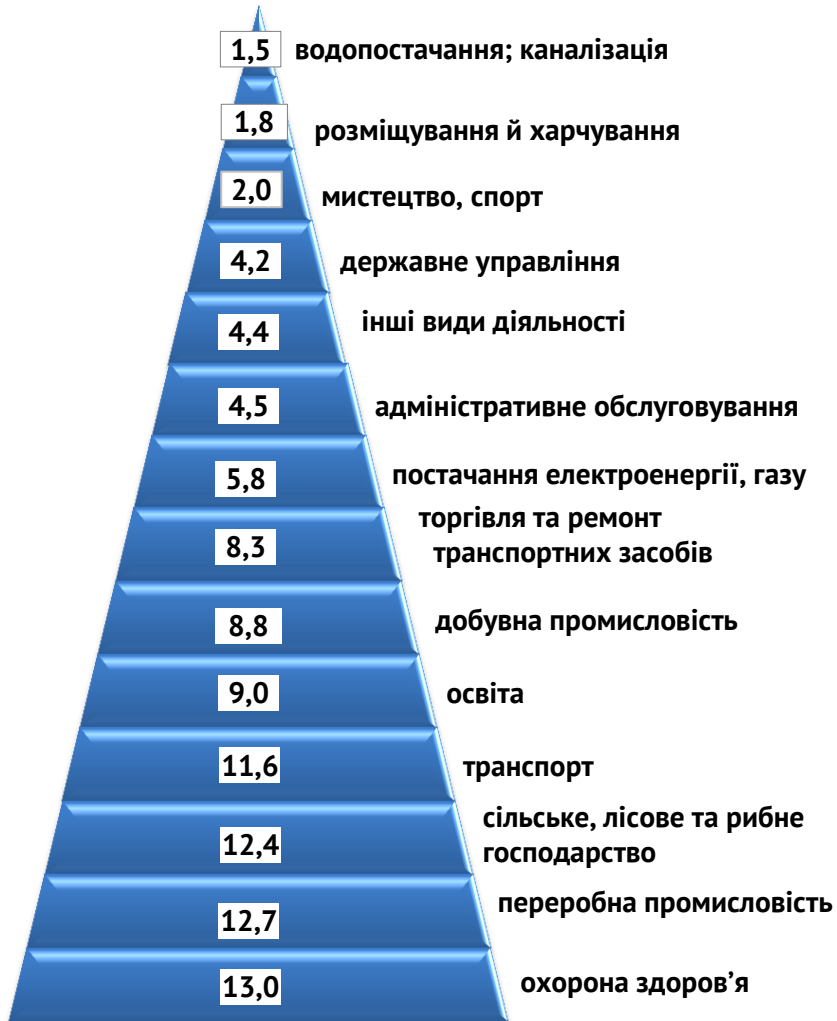 1,5 водопостачання; каналізація
1,8 розміщування й харчування
2,0 мистецтво, спорт
4,2 державне управління
4,4 інші види діяльності
4,5 адміністративне обслуговування
5,8 постачання електроенергії, газу
8,3 торгівля та ремонт
транспортних засобів
8,8 добувна промисловість
9,0 освіта
11,6 транспорт
12,4 сільське, лісове та рибне
господарство
12,7 переробна промисловість
13,0 охорона здоров’я